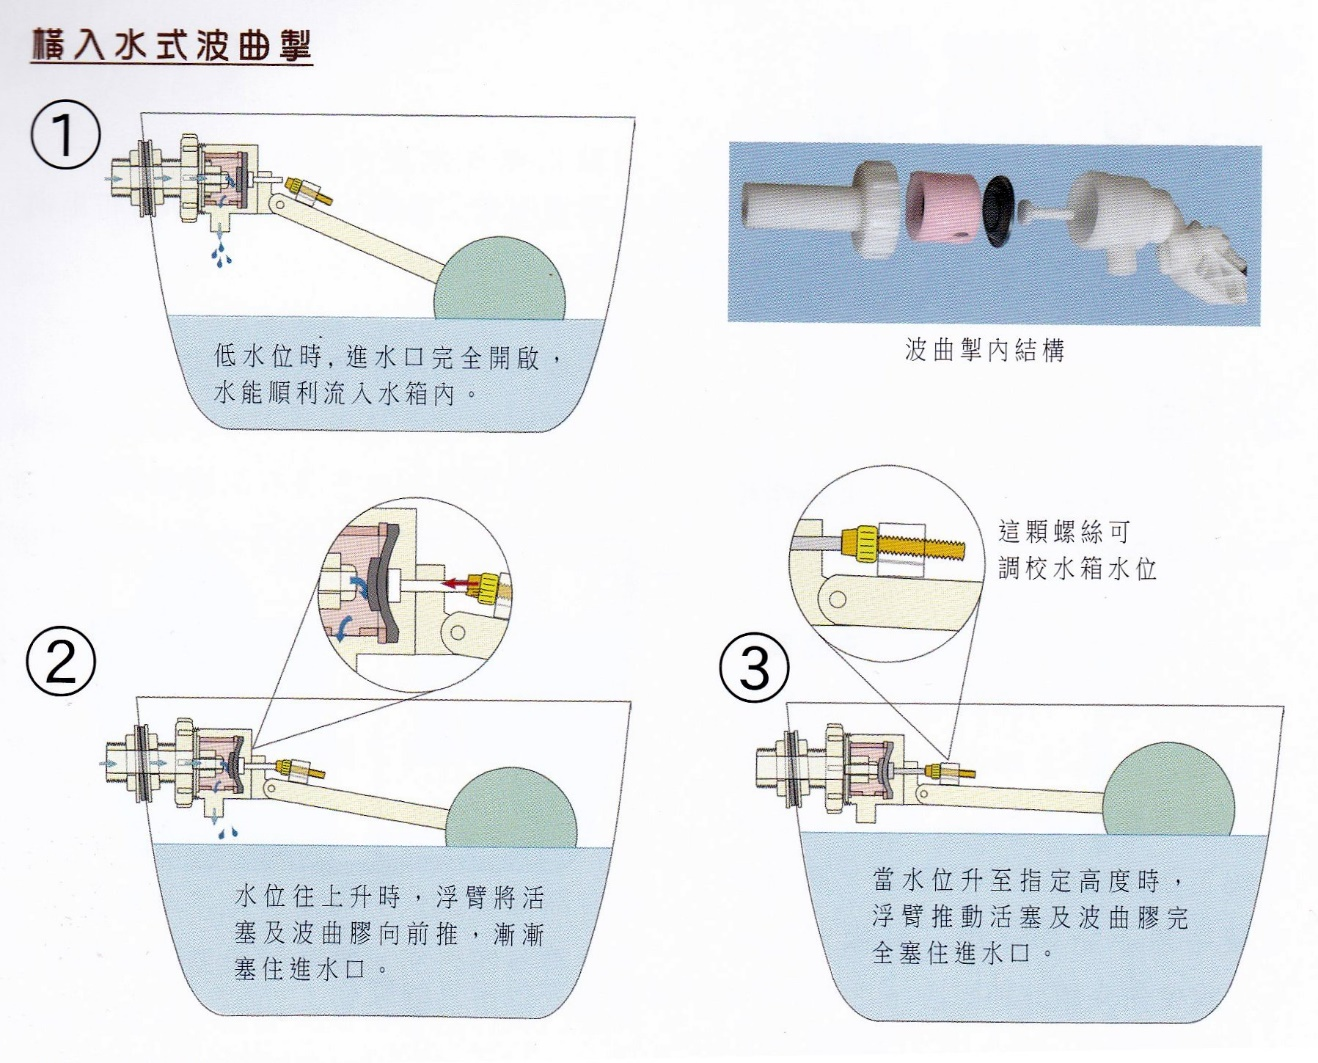 橫入水式波曲掣
1
低水位時,進水口完全開啟，
水能順利流入水箱內。
波曲掣內結構
2
水位往上升時，浮臂將活
塞及波曲膠向前推，漸漸
塞住進水口。
這顆螺絲可
調校水箱水位
3
當水位升至指定高度時，
浮臂推動活塞及波曲膠完
全塞住進水口。